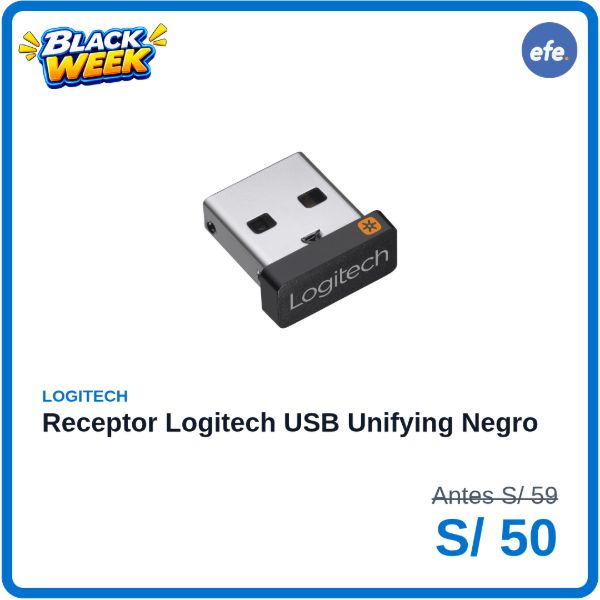 BLACK
WEEK
efe.
Logitech
LOGITECH
Receptor Logitech USB Unifying Negro
Antes S/ 59
S/ 50